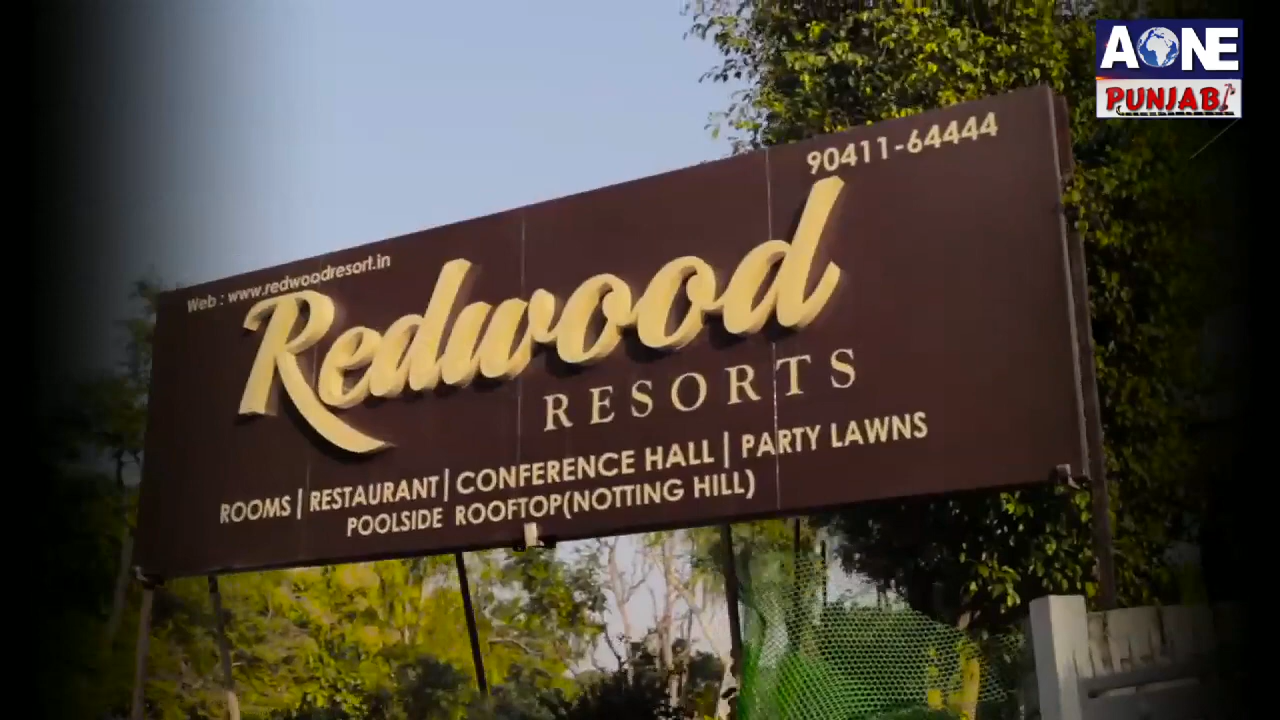 AONE
PUNJABI
90411-64444
Web : www.redwoodresort.in
Redwood
RESORTS
ROOMS | RESTAURANT | CONFERENCE HALL | PARTY LAWNS
POOLSIDE ROOFTOP(NOTTING HILL)